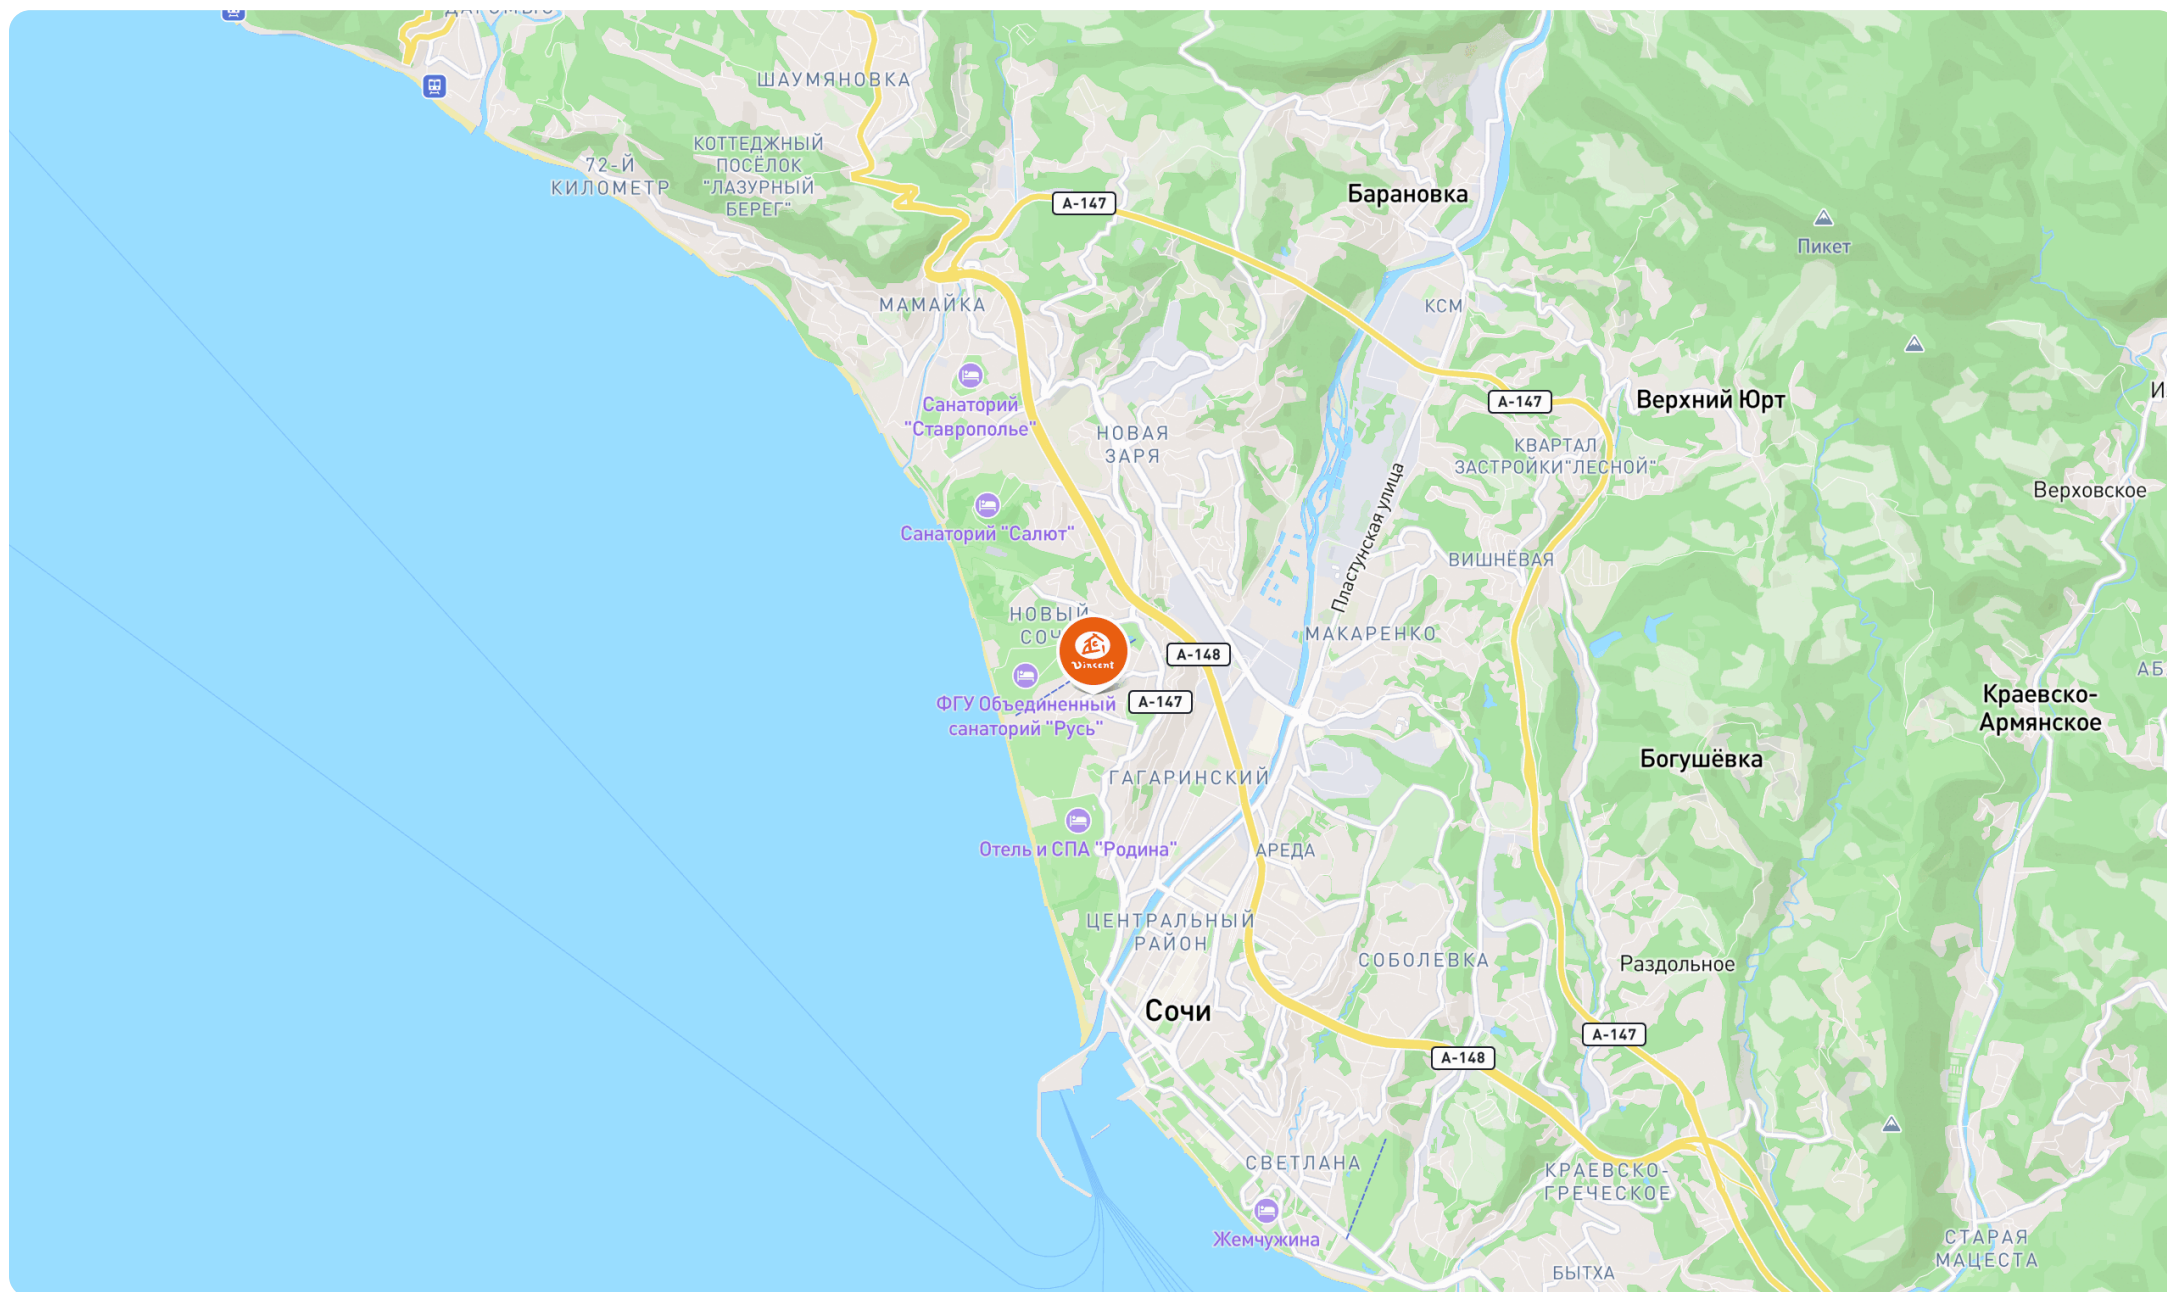 ШАУМЯНОВКА
КОТТЕДЖНЫЙ
ПОСЁЛОК
"ЛАЗУРНЫЙ
БЕРЕГ"
72-Й
КИЛОМЕТР
А-147
Барановка
Пикет
МАМАЙКА
КСМ
Санаторий
"Ставрополье"
НОВАЯ
ЗАРЯ
А-147
Верхний Юрт
КВАРТАЛ
ЗАСТРОЙКИ"ЛЕСНОЙ"
Верховское
Пластунская улица
Санаторий "Салют"
ВИШНЁВАЯ
НОВЫЙ
СОЧ
Vincent
МАКАРЕНКО
А-148
А-147
ФГУ Объединенный
санаторий "Русь"
Краевско-
Армянское
АБ
Богушёвка
ГАГАРИНСКИЙ
Отель и СПА "Родина"
АРЕДА
ЦЕНТРАЛЬНЫЙ
РАЙОН
СОБОЛЕВКА
Раздольное
Сочи
А-147
А-148
СВЕТЛАНА
КРАЕВСКО-
ГРЕЧЕСКОЕ
Жемчужина
СТАРАЯ
МАЦЕСТА
БЫТХА